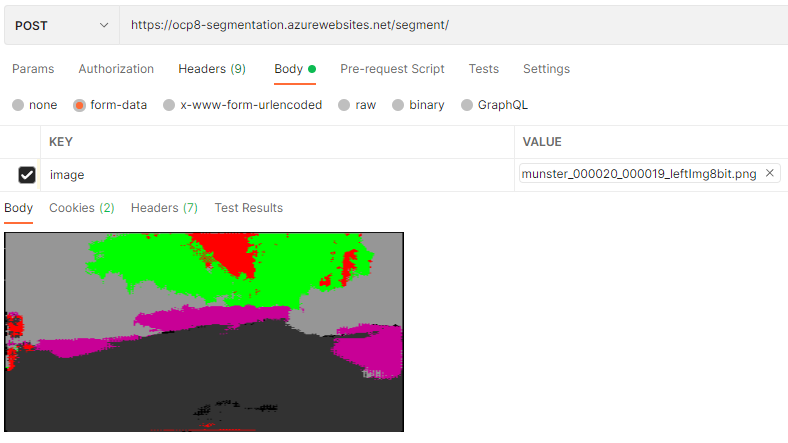 POST https://ocp8-segmentation.azurewebsites.net/segment/
Params Authorization Headers (9) Body Pre-request Script Tests Settings
none form-data x-www-form-urlencoded raw binary GraphQL
KEY VALUE
image munster_000020_000019_leftImg8bit.png
Body Cookies (2) Headers (7) Test Results